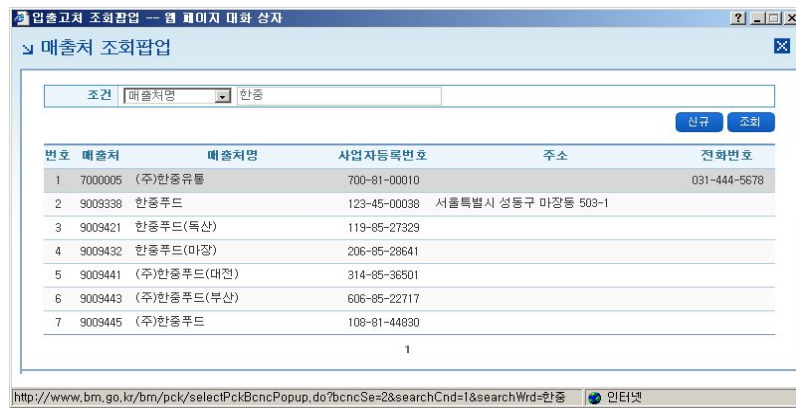 입출고처 조회팝업 -- 웹 페이지 대화 상자
매출처 조회팝업
조건 매출처명 한중
신규 조회
번호 매출처 매출처명 사업자등록번호 주소 전화번호
1 7000005 (주)한중유통 700-81-00010 031-444-5678
2 9009338 한중푸드 123-45-00038 서울특별시 성동구 마장동 503-1
3 9009421 한중푸드(독산) 119-85-27329
4 9009432 한중푸드(마장) 206-85-28641
5 9009441 (주)한중푸드(대전) 314-85-36501
6 9009443 (주)한중푸드(부산) 606-85-22717
7 9009445 (주)한중푸드 108-81-44830
1
http://www.bm.go.kr/bm/pck/selectPckBcncPopup.do?bcncSe=2&searchCnd=1&searchWrd=한중 인터넷